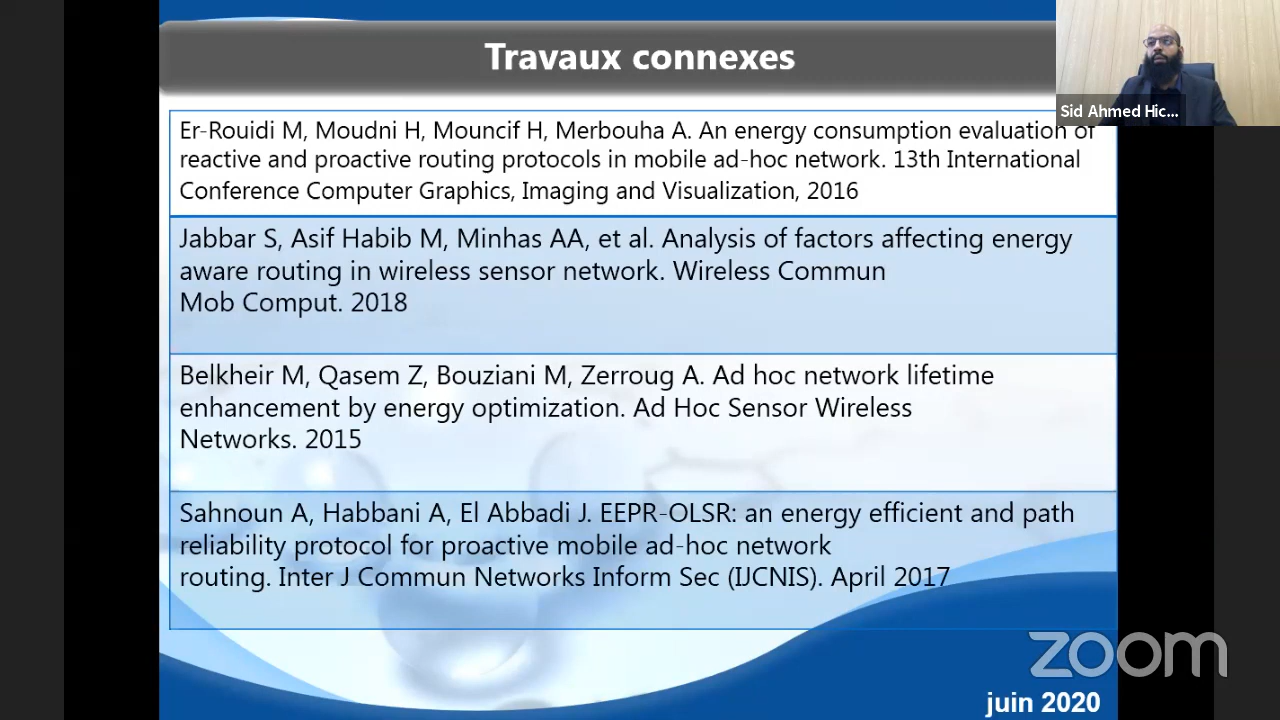 Travaux connexes
Sid Ahmed Hic...
Er-Rouidi M, Moudni H, Mouncif H, Merbouha A. An energy consumption evaluation of
reactive and proactive routing protocols in mobile ad-hoc network. 13th International
Conference Computer Graphics, Imaging and Visualization, 2016
Jabbar S, Asif Habib M, Minhas AA, et al. Analysis of factors affecting energy
aware routing in wireless sensor network. Wireless Commun
Mob Comput. 2018
Belkheir M, Qasem Z, Bouziani M, Zerroug A. Ad hoc network lifetime
enhancement by energy optimization. Ad Hoc Sensor Wireless
Networks. 2015
Sahnoun A, Habbani A, El Abbadi J. EEPR-OLSR: an energy efficient and path
reliability protocol for proactive mobile ad-hoc network
routing. Inter J Commun Networks Inform Sec (IJCNIS). April 2017
zoom
juin 2020